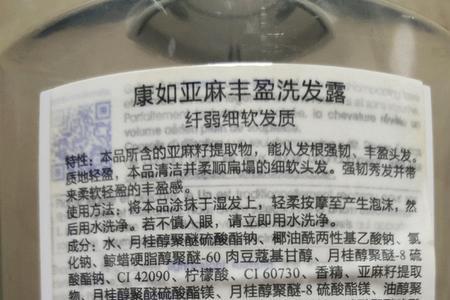 康如亚麻丰盈洗发露
纤弱细软发质
特性：本品所含的亚麻籽提取物，能从发根强韧、丰盈头发。
质地轻盈，本品清洁并柔顺扁塌的细软头发。强韧秀发并带
来柔软轻盈的丰盈感。
使用方法：将本品涂抹于湿发上，轻柔按摩至产生泡沫，然
后用水洗净。若不慎入眼，请立即用水洗净。
成分：水、月桂醇聚醚硫酸酯钠、椰油酰两性基乙酸钠、氯
化钠、鲸蜡硬脂醇聚醚-60 肉豆蔻基甘醇、月桂醇聚醚-8 硫
酸酯钠、CI 42090、柠檬酸、CI 60730、香精、亚麻籽提取
物、月桂醇聚醚硫酸酯镁、月桂醇聚醚-8 硫酸酯镁、油醇聚